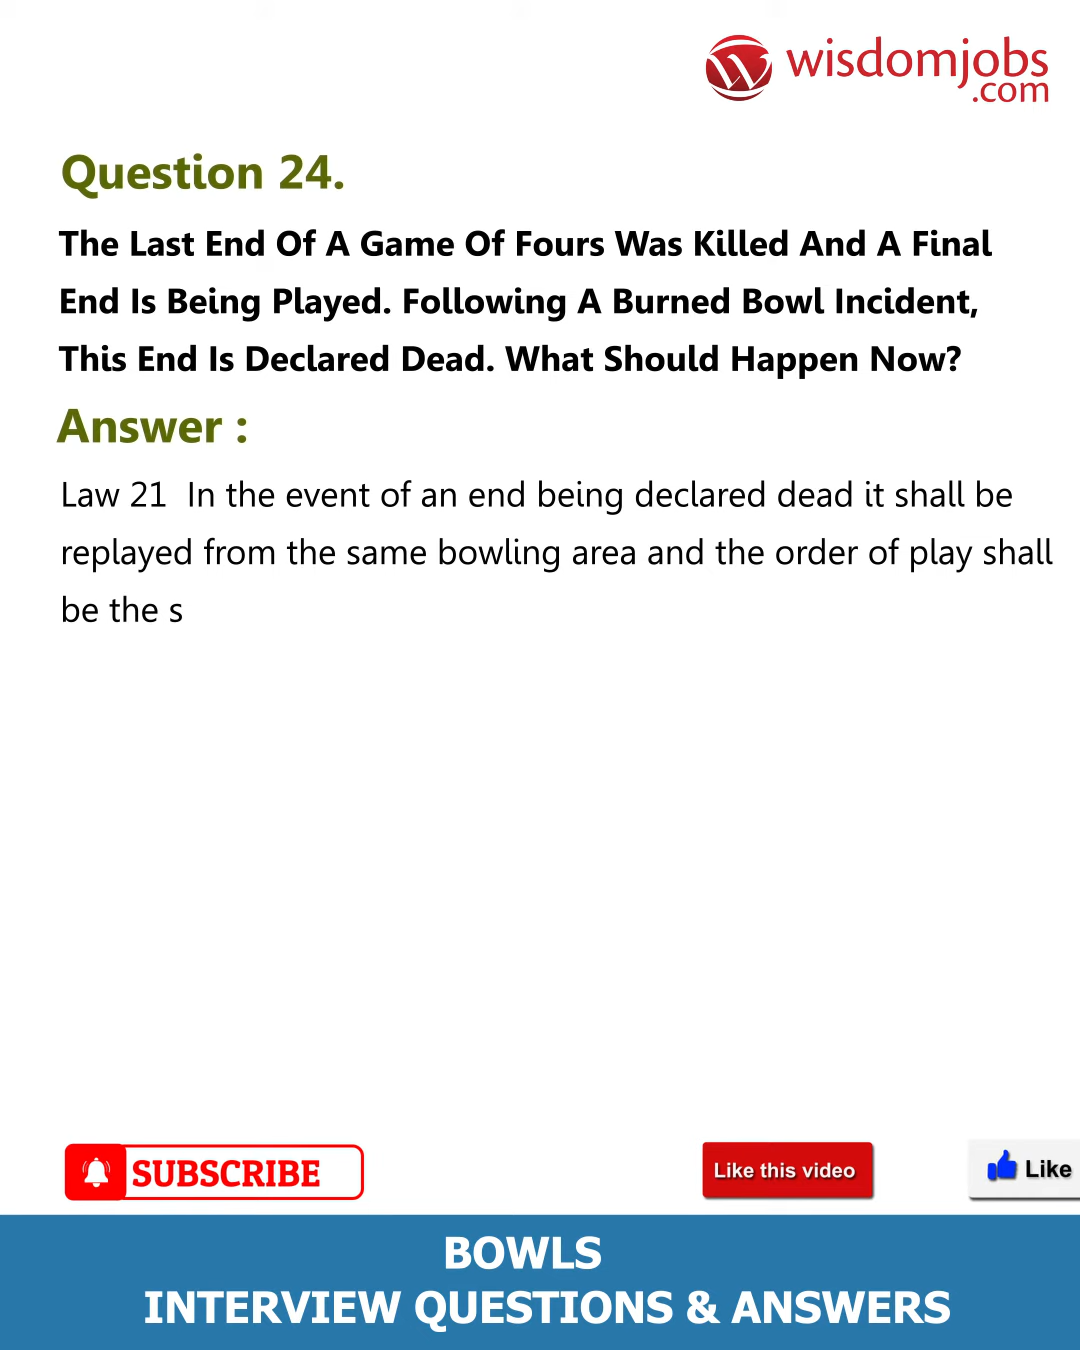 wisdomjobs
.com
Question 24.
The Last End Of A Game Of Fours Was Killed And A Final
End Is Being Played. Following A Burned Bowl Incident,
This End Is Declared Dead. What Should Happen Now?
Answer :
Law 21 In the event of an end being declared dead it shall be
replayed from the same bowling area and the order of play shall
be the s
SUBSCRIBE
Like this video
Like
BOWLS
INTERVIEW QUESTIONS & ANSWERS